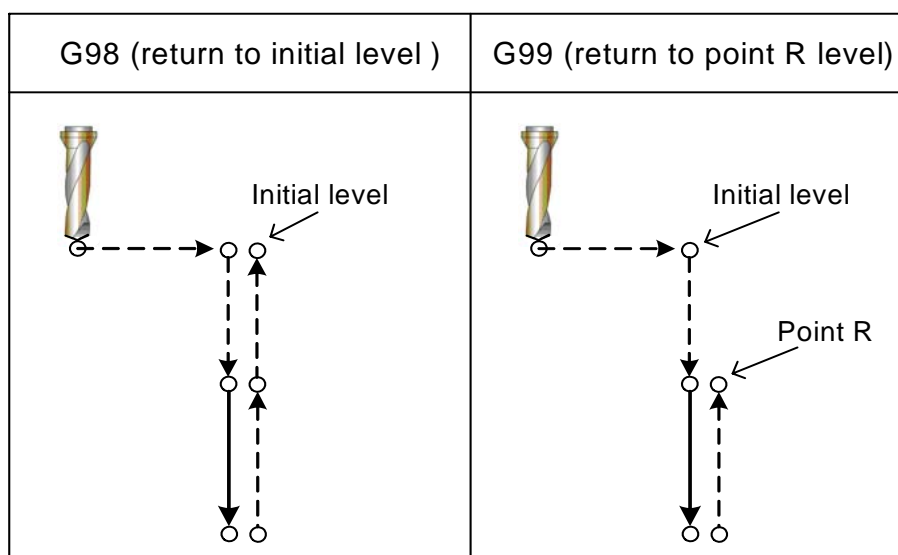 G98 (return to initial level )
G99 (return to point R level)
Initial level
Initial level
Point R